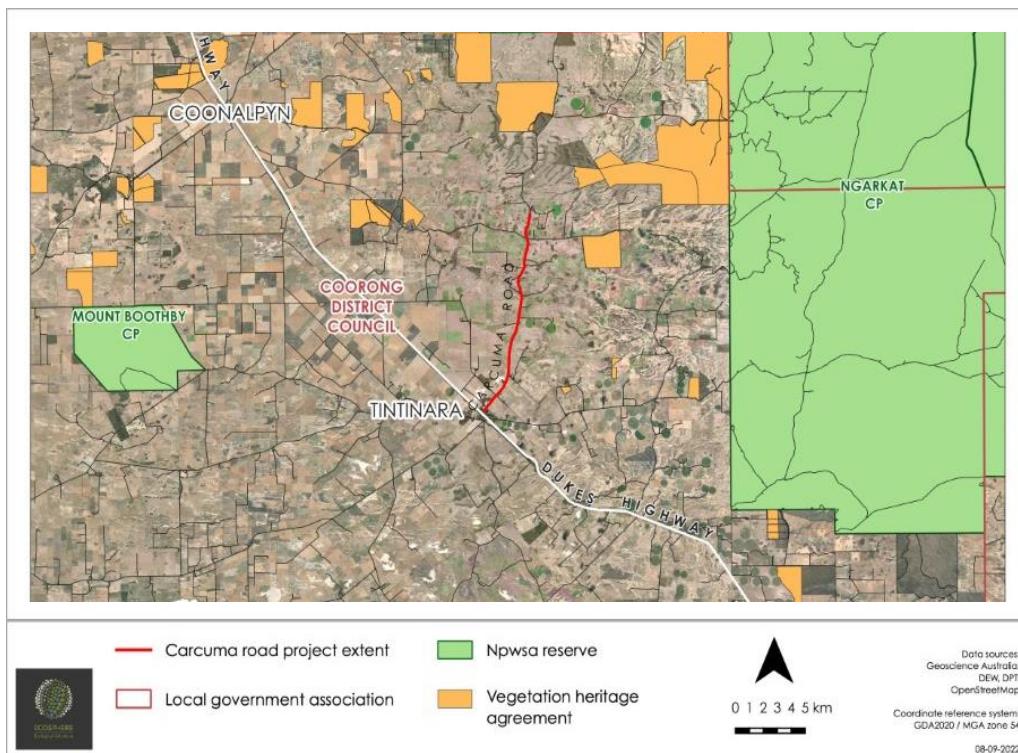 HWAY
COONALPYN
NGARKAT
CP
COORONG
DISTRICT
COUNCIL
CARCUMA ROAD
MOUNT BOOTHBY
CP
TINTINARA
DUKES HIGHWAY
Carcuma road project extent
Npwsa reserve
Local government association
Vegetation heritage
agreement
0 1 2 3 4 5 km
Data sources:
Geoscience Australia,
DEW, DPTI
OpenStreetMap
Coordinate reference system:
GDA2020 / MGA zone 54
08-09-2022
ECOSPHERE